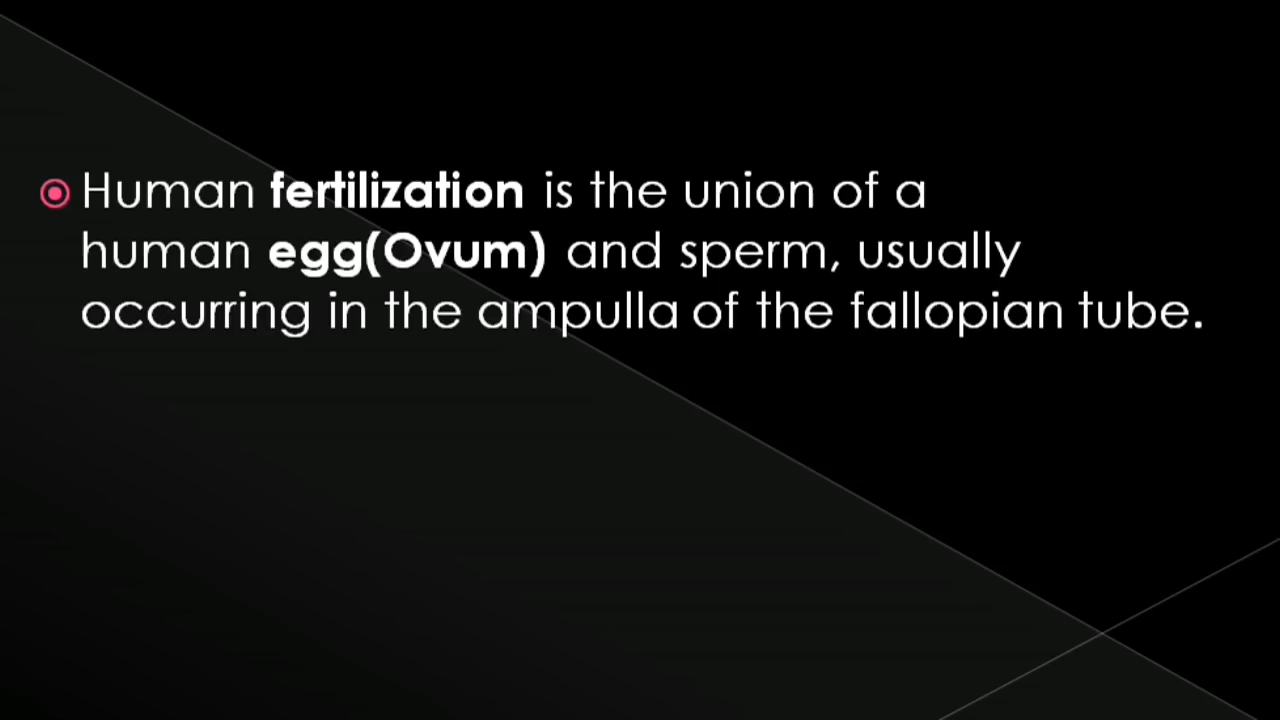 Human fertilization is the union of a
human egg(Ovum) and sperm, usually
occurring in the ampulla of the fallopian tube.